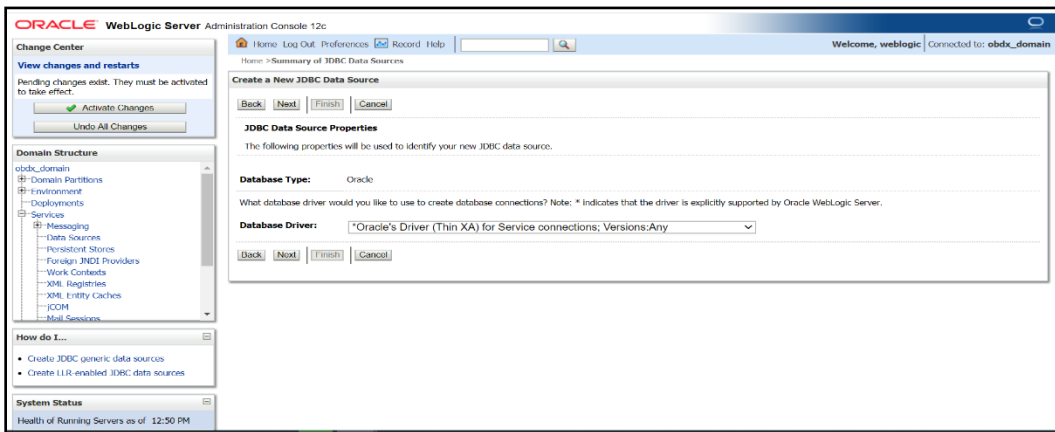 ORACLE WebLogic Server Administration Console 12c
Change Center
View changes and restarts
Pending changes exist. They must be activated
to take effect.
Activate Changes
Undo All Changes
Domain Structure
obdx_domain
Domain Partitions
Environment
Deployments
Services
Messaging
Data Sources
Persistent Stores
Foreign JNDI Providers
Work Contexts
XML Registries
XML Entity Caches
jCOM
Mail Sessions
How do I...
Create JDBC generic data sources
Create LLR-enabled JDBC data sources
System Status
Health of Running Servers as of 12:50 PM
Home Log Out Preferences Record Help
Welcome, weblogic Connected to: obdx_domain
Home >Summary of JDBC Data Sources
Create a New JDBC Data Source
Back Next Finish Cancel
JDBC Data Source Properties
The following properties will be used to identify your new JDBC data source.
Database Type: Oracle
What database driver would you like to use to create database connections? Note: * indicates that the driver is explicitly supported by Oracle WebLogic Server.
Database Driver: *Oracle's Driver (Thin XA) for Service connections; Versions:Any
Back Next Finish Cancel